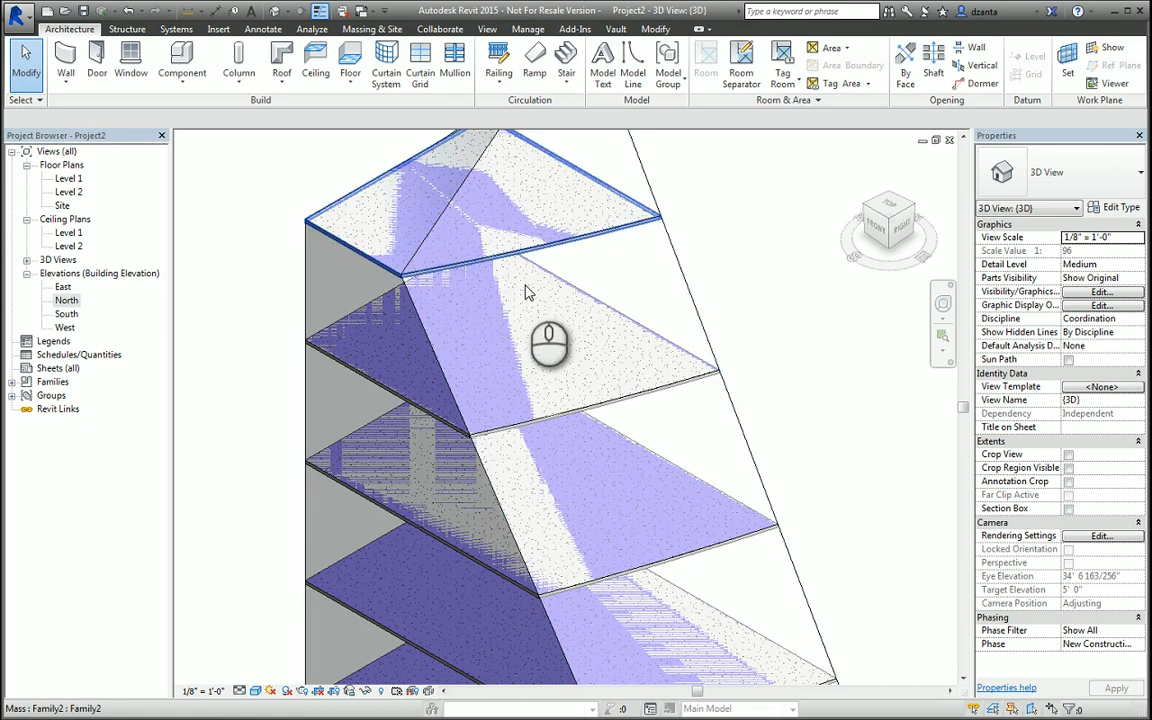 Autodesk Revit 2015 - Not For Resale Version - Project2 - 3D View: {3D}
Type a keyword or phrase
dzanta
Architecture Structure Systems Insert Annotate Analyze Massing & Site Collaborate View Manage Add-Ins Vault Modify
Modify
Wall
Door
Window
Component
Column
Roof
Ceiling
Floor
Curtain System
Curtain Grid
Mullion
Railing
Ramp
Stair
Model Text
Model Line
Model Group
Room
Room Separator
Tag Room
Area
Area Boundary
Tag Area
By Face
Shaft
Wall
Vertical
Dormer
Level
Grid
Set
Show
Ref Plane
Viewer
Select
Build
Circulation
Model
Room & Area
Opening
Datum
Work Plane
Project Browser - Project2
Views (all)
Floor Plans
Level 1
Level 2
Site
Ceiling Plans
Level 1
Level 2
3D Views
Elevations (Building Elevation)
East
North
South
West
Legends
Schedules/Quantities
Sheets (all)
Families
Groups
Revit Links
TOP
FRONT
RIGHT
Properties
3D View
3D View: {3D}
Edit Type
Graphics
View Scale 1/8" = 1'-0"
Scale Value 1: 96
Detail Level Medium
Parts Visibility Show Original
Visibility/Graphics... Edit...
Graphic Display O... Edit...
Discipline Coordination
Show Hidden Lines By Discipline
Default Analysis D... None
Sun Path
Identity Data
View Template <None>
View Name {3D}
Dependency Independent
Title on Sheet
Extents
Crop View
Crop Region Visible
Annotation Crop
Far Clip Active
Section Box
Camera
Rendering Settings Edit...
Locked Orientation
Perspective
Eye Elevation 34' 6 163/256"
Target Elevation 5' 0"
Camera Position Adjusting
Phasing
Phase Filter Show All
Phase New Constructi...
Properties help
Apply
1/8" = 1'-0"
Mass : Family2 : Family2
:0
Main Model
:0